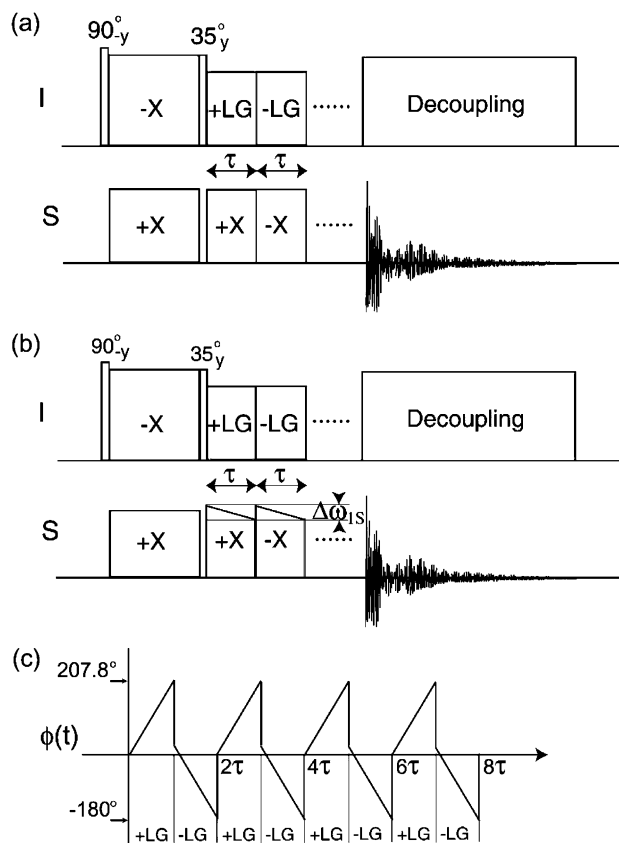 (a)
90°-y 35°y
I -X +LG -LG ...... Decoupling
τ τ
S +X +X -X ......
(b)
90°-y 35°y
I -X +LG -LG ...... Decoupling
τ τ
Δω1S
S +X +X -X ......
(c)
207.8°
ϕ(t)
2τ 4τ 6τ 8τ
-180°
+LG -LG +LG -LG +LG -LG +LG -LG